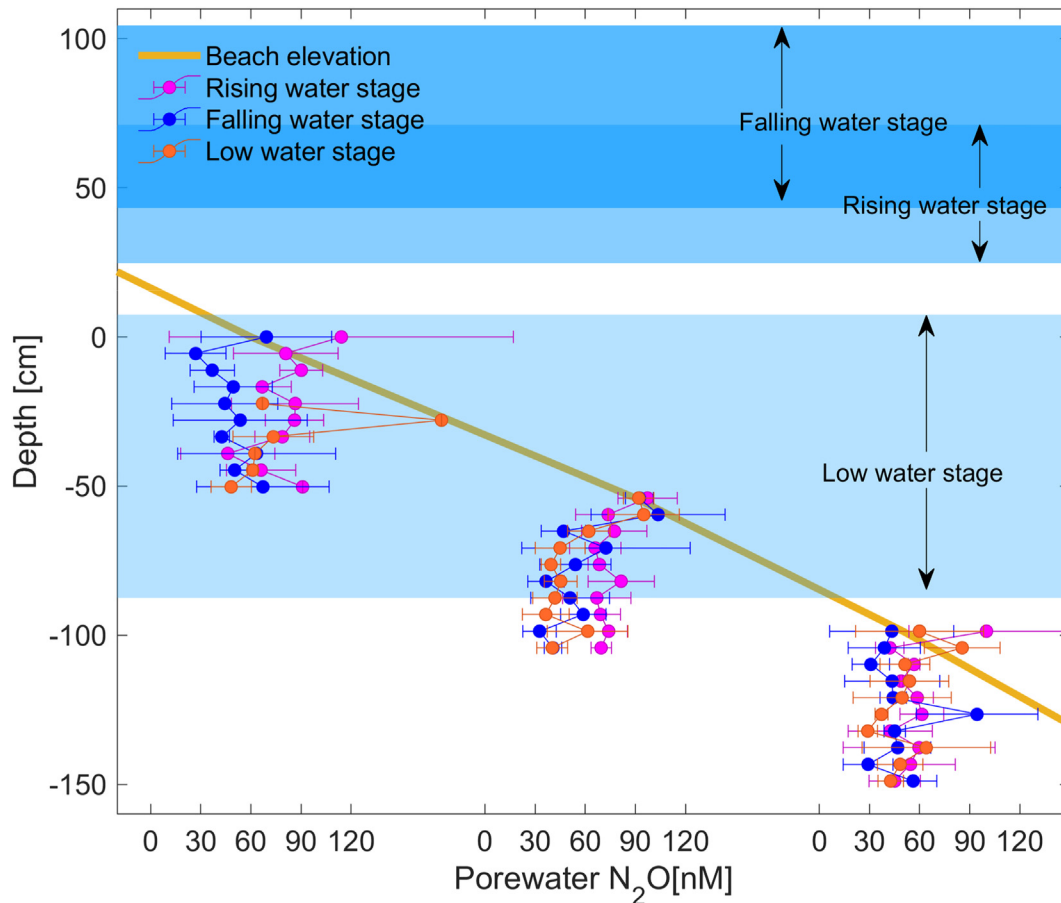 100
50
0
-50
-100
-150
Depth [cm]
Beach elevation
Rising water stage
Falling water stage
Low water stage
Falling water stage
Rising water stage
Low water stage
0 30 60 90 120 0 30 60 90 120 0 30 60 90 120
Porewater N₂O[nM]